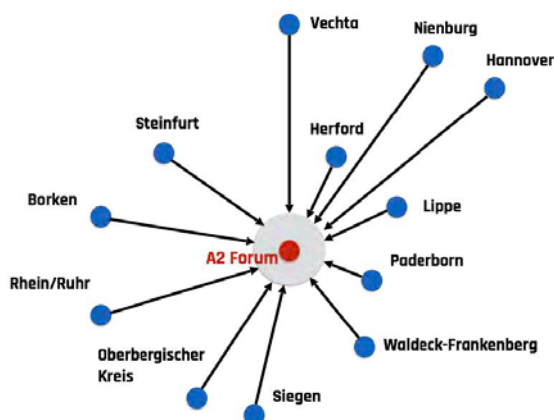 Vechta
Nienburg
Hannover
Steinfurt
Herford
Borken
Lippe
A2 Forum
Rhein/Ruhr
Paderborn
Oberbergischer
Kreis
Waldeck-Frankenberg
Siegen